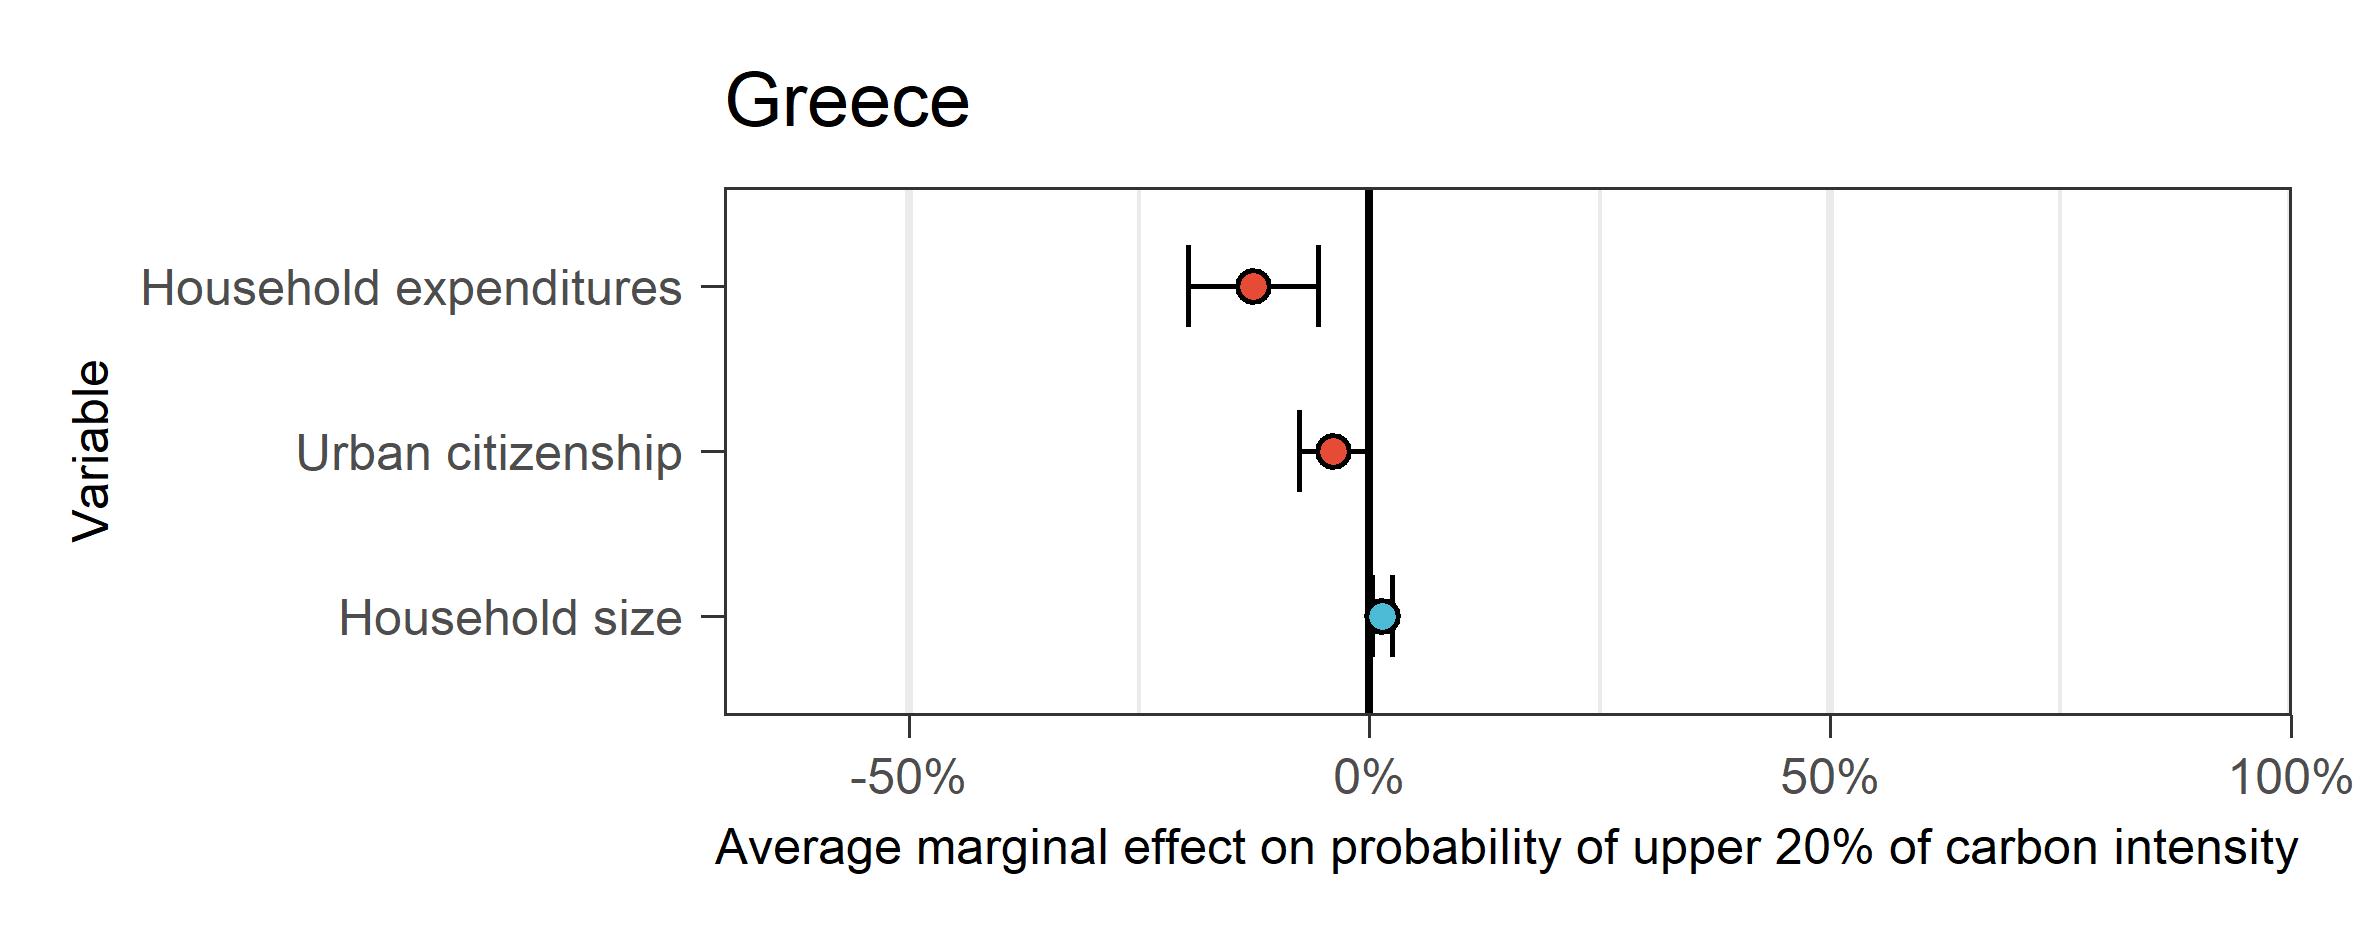 Greece
Household expenditures
Urban citizenship
Household size
Variable
-50%
0%
50%
100%
Average marginal effect on probability of upper 20% of carbon intensity